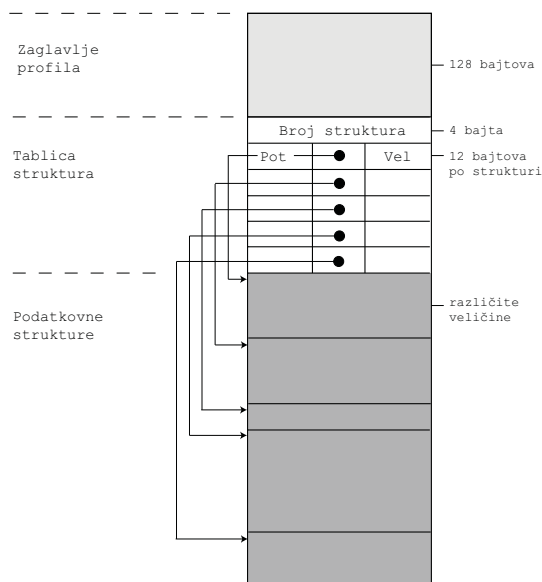 Zaglavlje
profila
128 bajtova
Broj struktura
4 bajta
Tablica
struktura
Pot
Vel
12 bajtova
po strukturi
Podatkovne
strukture
različite
veličine